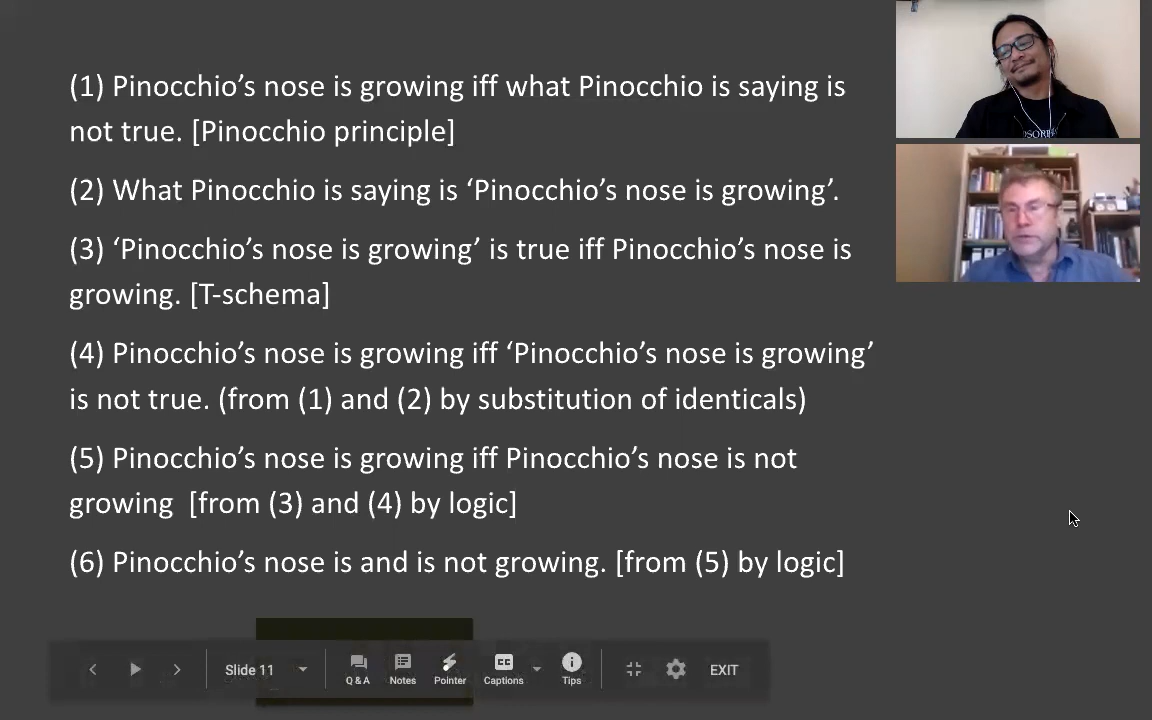 (1) Pinocchio’s nose is growing iff what Pinocchio is saying is
not true. [Pinocchio principle]
(2) What Pinocchio is saying is ‘Pinocchio’s nose is growing’.
(3) ‘Pinocchio’s nose is growing’ is true iff Pinocchio’s nose is
growing. [T-schema]
(4) Pinocchio’s nose is growing iff ‘Pinocchio’s nose is growing’
is not true. (from (1) and (2) by substitution of identicals)
(5) Pinocchio’s nose is growing iff Pinocchio’s nose is not
growing [from (3) and (4) by logic]
(6) Pinocchio’s nose is and is not growing. [from (5) by logic]
Slide 11
Q & A
Notes
Pointer
CC
Captions
Tips
EXIT